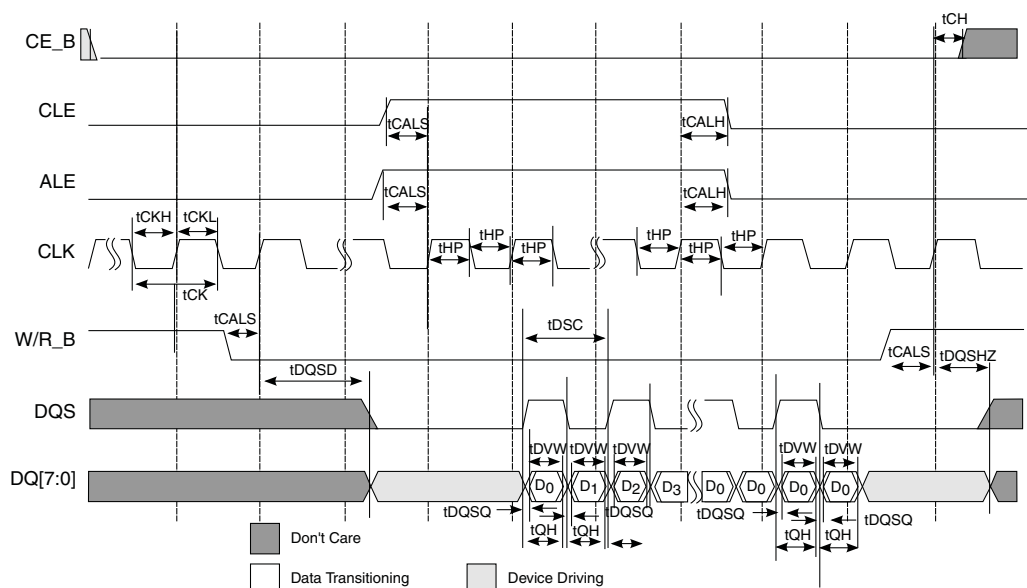 tCH
CE_B
CLE
tCALS
tCALH
ALE
tCALS
tCALH
tCKH
tCKL
CLK
tHP
tHP
tHP
tHP
tHP
tHP
tCK
tCALS
W/R_B
tDSC
tCALS
tDQSD
tDQSHZ
DQS
tDVW
tDVW
tDVW
tDVW
tDVW
DQ[7:0]
D0
D1
D2
D3
D0
D0
D0
D0
tDQSQ
tDQSQ
tDQSQ
tDQSQ
tQH
tQH
tQH
tQH
Don't Care
Data Transitioning
Device Driving